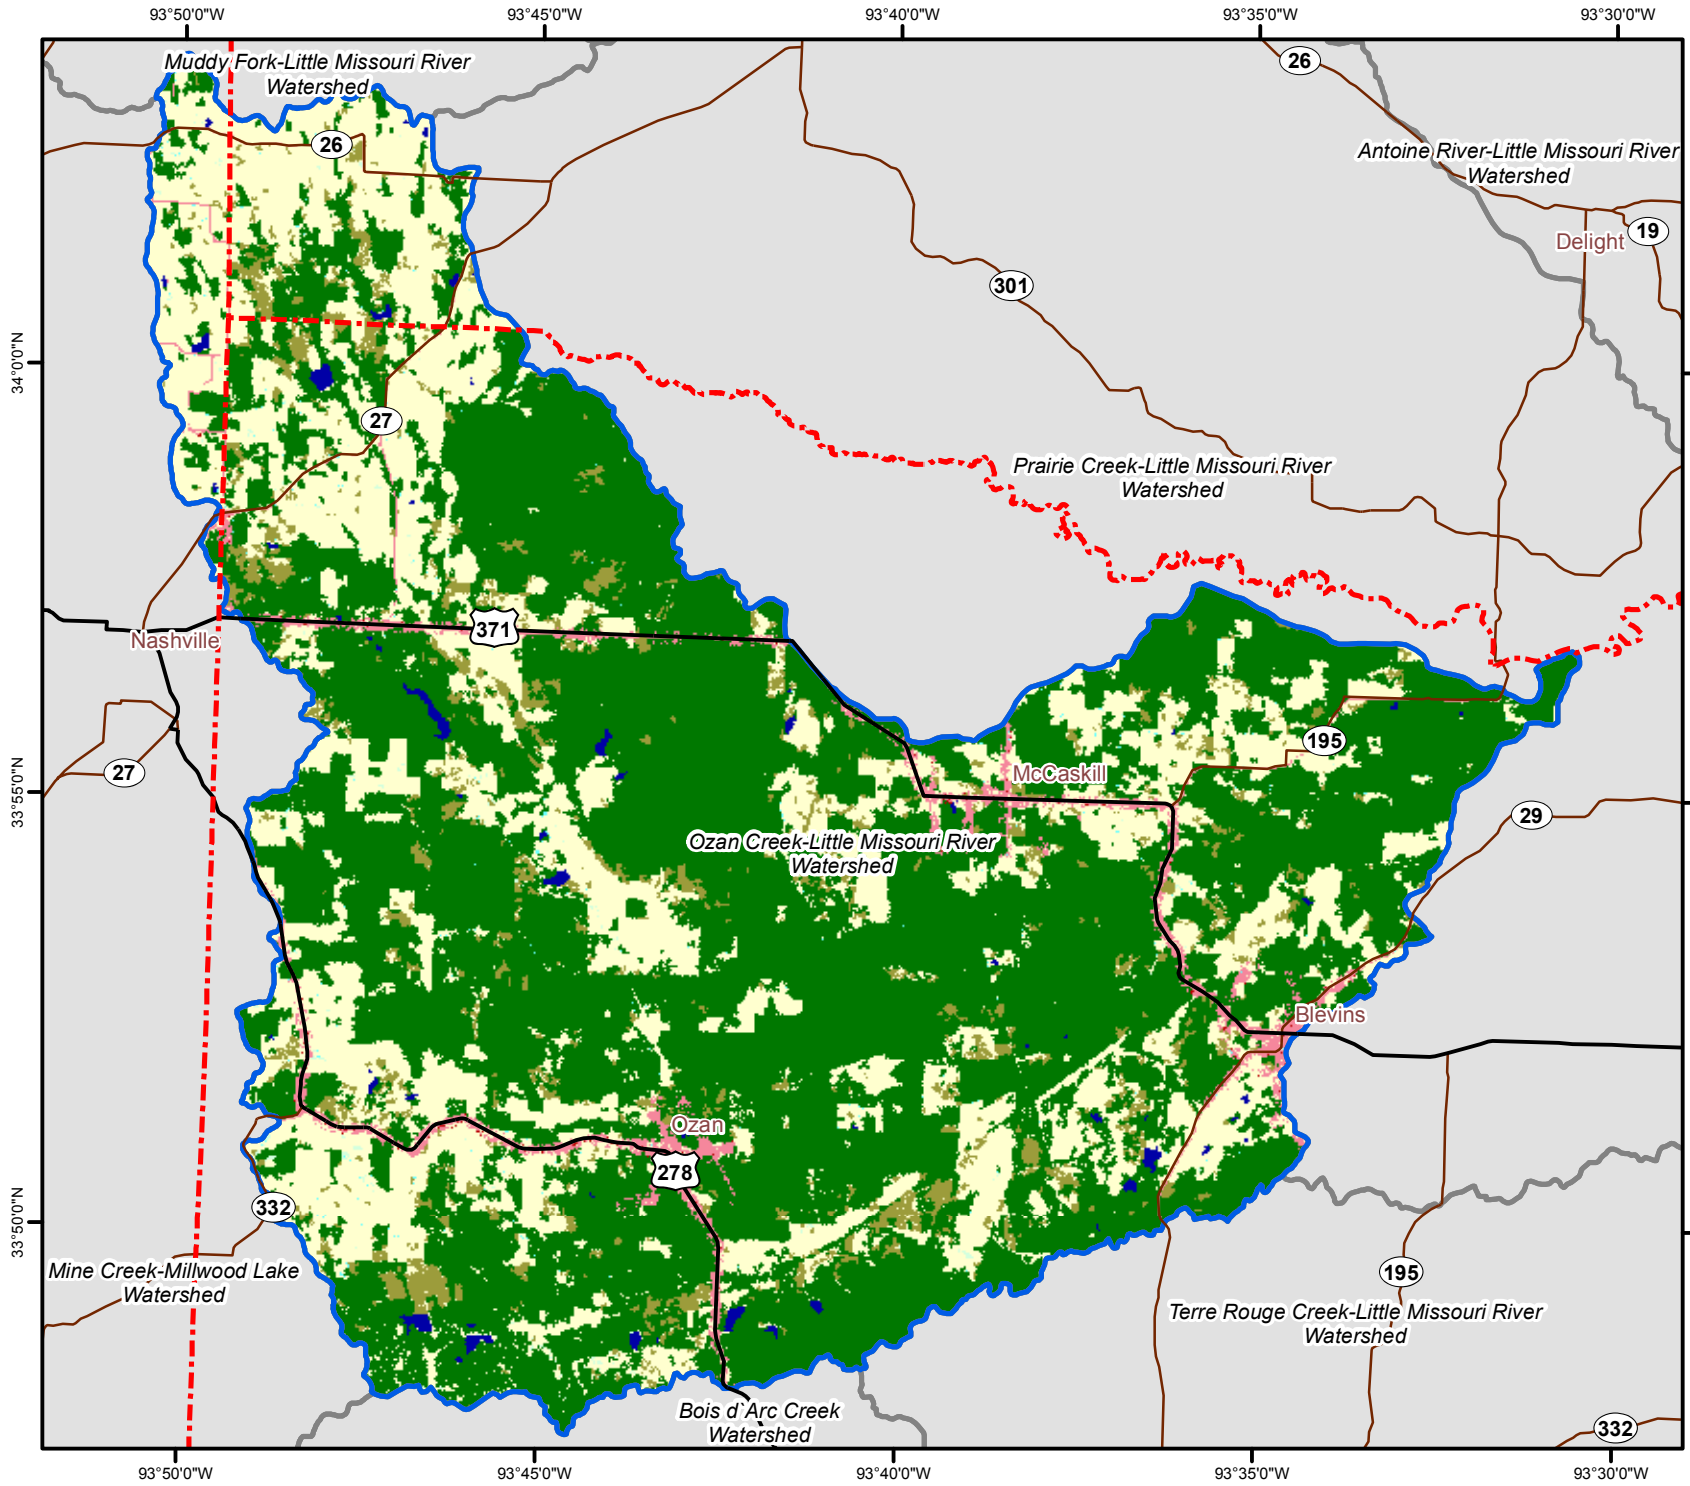 93°50'0"W
93°45'0"W
93°40'0"W
93°35'0"W
93°30'0"W
Muddy Fork-Little Missouri River
Watershed
26
26
Antoine River-Little Missouri River
Watershed
19
Delight
301
34°0'0"N
27
Prairie Creek-Little Missouri River
Watershed
371
Nashville
195
27
McCaskill
33°55'0"N
29
Ozan Creek-Little Missouri River
Watershed
Blevins
Ozan
278
332
33°50'0"N
Mine Creek-Millwood Lake
Watershed
195
Terre Rouge Creek-Little Missouri River
Watershed
Bois d`Arc Creek
Watershed
332
93°50'0"W
93°45'0"W
93°40'0"W
93°35'0"W
93°30'0"W